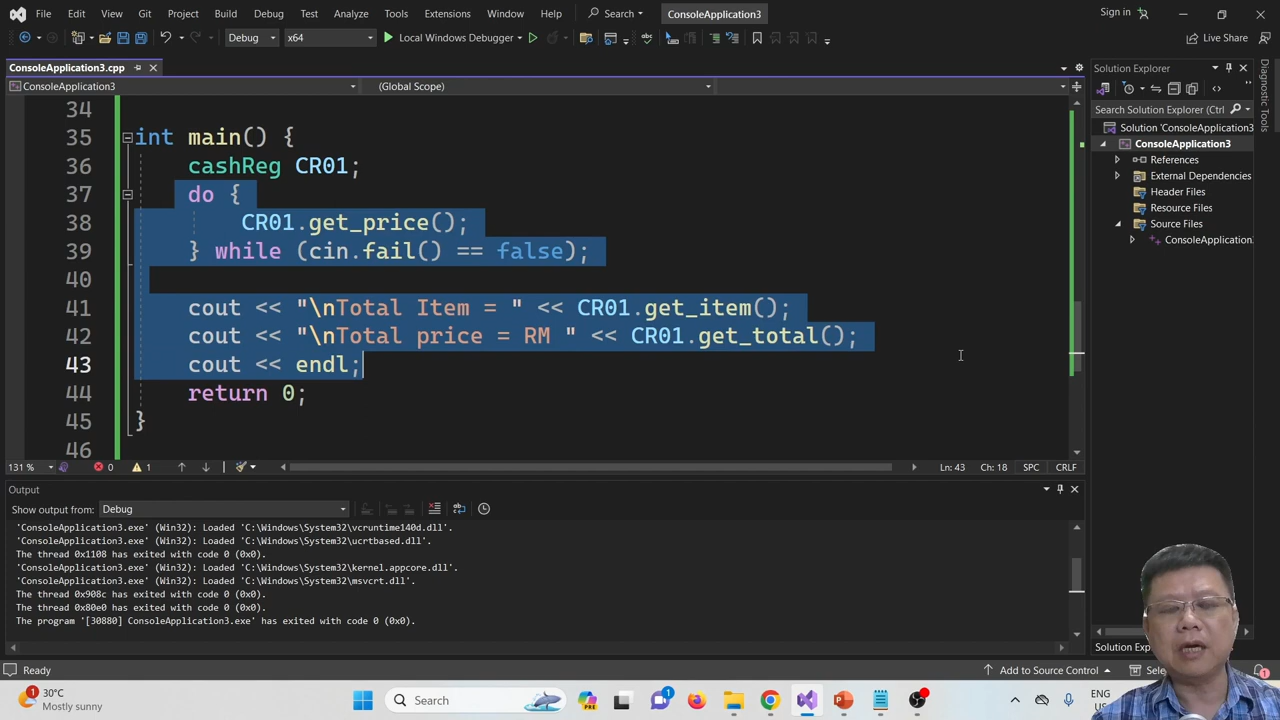 File Edit View Git Project Build Debug Test Analyze Tools Extensions Window Help Search ConsoleApplication3 Sign in
Debug x64 Local Windows Debugger Live Share
ConsoleApplication3.cpp
ConsoleApplication3 (Global Scope)
34
35 int main() {
36 cashReg CR01;
37 do {
38 CR01.get_price();
39 } while (cin.fail() == false);
40
41 cout << "\nTotal Item = " << CR01.get_item();
42 cout << "\nTotal price = RM " << CR01.get_total();
43 cout << endl;
44 return 0;
45 }
46
131 % 0 1 Ln: 43 Ch: 18 SPC CRLF
Output
Show output from: Debug
'ConsoleApplication3.exe' (Win32): Loaded 'C:\Windows\System32\vcruntime140d.dll'.
'ConsoleApplication3.exe' (Win32): Loaded 'C:\Windows\System32\ucrtbased.dll'.
The thread 0x1108 has exited with code 0 (0x0).
'ConsoleApplication3.exe' (Win32): Loaded 'C:\Windows\System32\kernel.appcore.dll'.
'ConsoleApplication3.exe' (Win32): Loaded 'C:\Windows\System32\msvcrt.dll'.
The thread 0x908c has exited with code 0 (0x0).
The thread 0x80e0 has exited with code 0 (0x0).
The program '[30880] ConsoleApplication3.exe' has exited with code 0 (0x0).
Solution Explorer
Search Solution Explorer (Ctrl
Solution 'ConsoleApplication3
ConsoleApplication3
References
External Dependencies
Header Files
Resource Files
Source Files
ConsoleApplication
Diagnostic Tools
Solution Exp
Ready Add to Source Control Sele 1
1 30°C
Mostly sunny
Search PRE 1 ENG